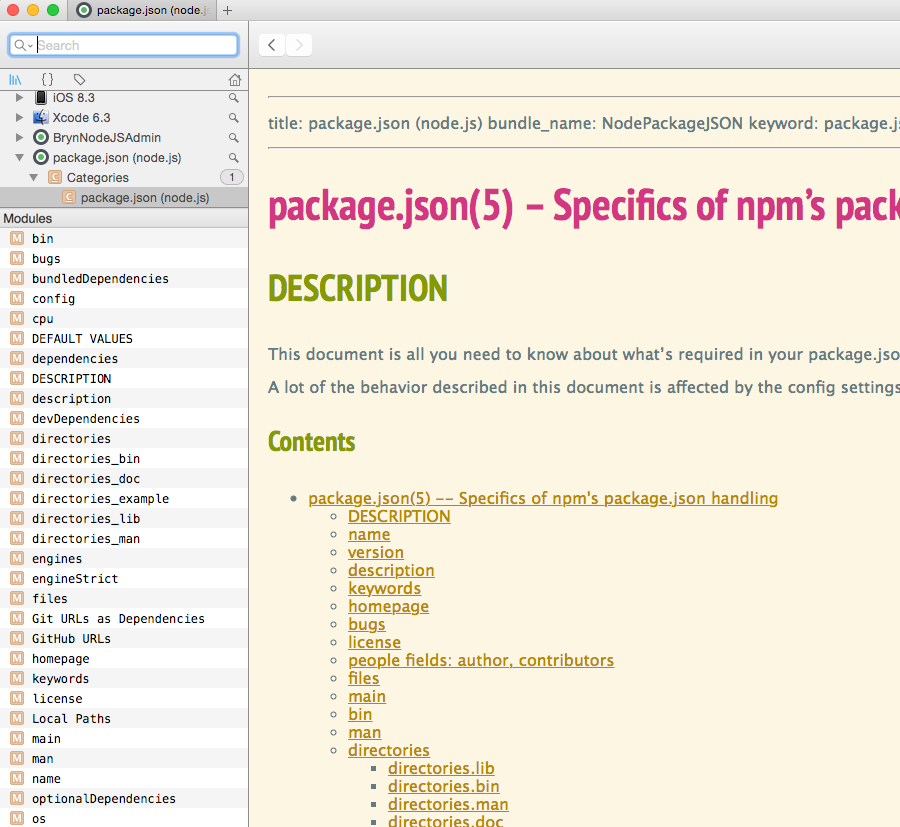 package.json (node.js
Search
iOS 8.3
Xcode 6.3
BrynNodeJSAdmin
package.json (node.js)
Categories 1
package.json (node.js)
Modules
bin
bugs
bundledDependencies
config
cpu
DEFAULT VALUES
dependencies
DESCRIPTION
description
devDependencies
directories
directories_bin
directories_doc
directories_example
directories_lib
directories_man
engines
engineStrict
files
Git URLs as Dependencies
GitHub URLs
homepage
keywords
license
Local Paths
main
man
name
optionalDependencies
os
title: package.json (node.js) bundle_name: NodePackageJSON keyword: package.js
package.json(5) – Specifics of npm’s pack
DESCRIPTION
This document is all you need to know about what’s required in your package.jso
A lot of the behavior described in this document is affected by the config settings
Contents
package.json(5) -- Specifics of npm's package.json handling
DESCRIPTION
name
version
description
keywords
homepage
bugs
license
people fields: author, contributors
files
main
bin
man
directories
directories.lib
directories.bin
directories.man
directories.doc